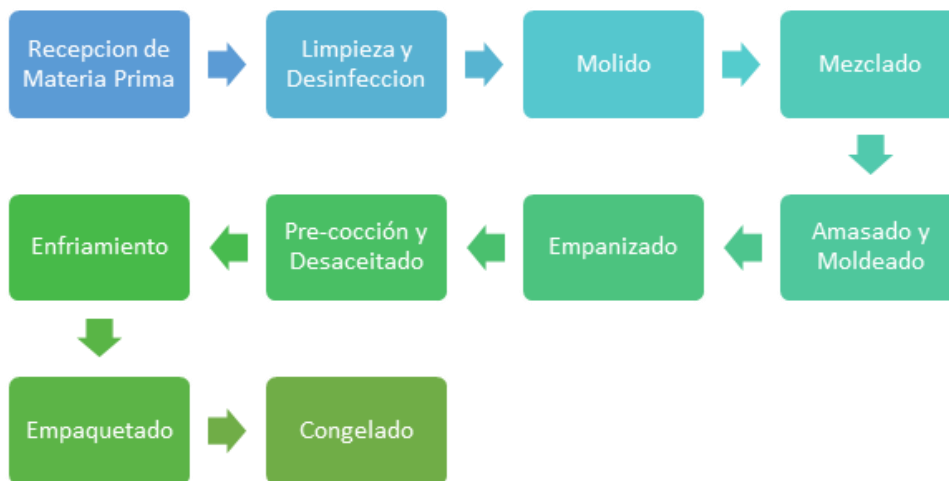 Recepcion de
Materia Prima
Limpieza y
Desinfeccion
Molido
Mezclado
Amasado y
Moldeado
Empanizado
Pre-cocción y
Desaceitado
Enfriamiento
Empaquetado
Congelado